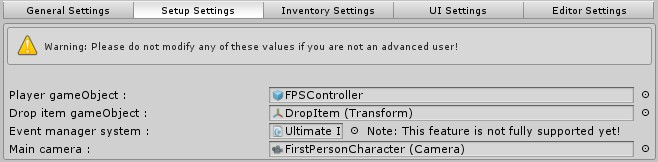 General Settings Setup Settings Inventory Settings UI Settings Editor Settings
Warning: Please do not modify any of these values if you are not an advanced user!
Player gameObject : FPSController
Drop item gameObject : DropItem (Transform)
Event manager system : Ultimate I Note: This feature is not fully supported yet!
Main camera : FirstPersonCharacter (Camera)